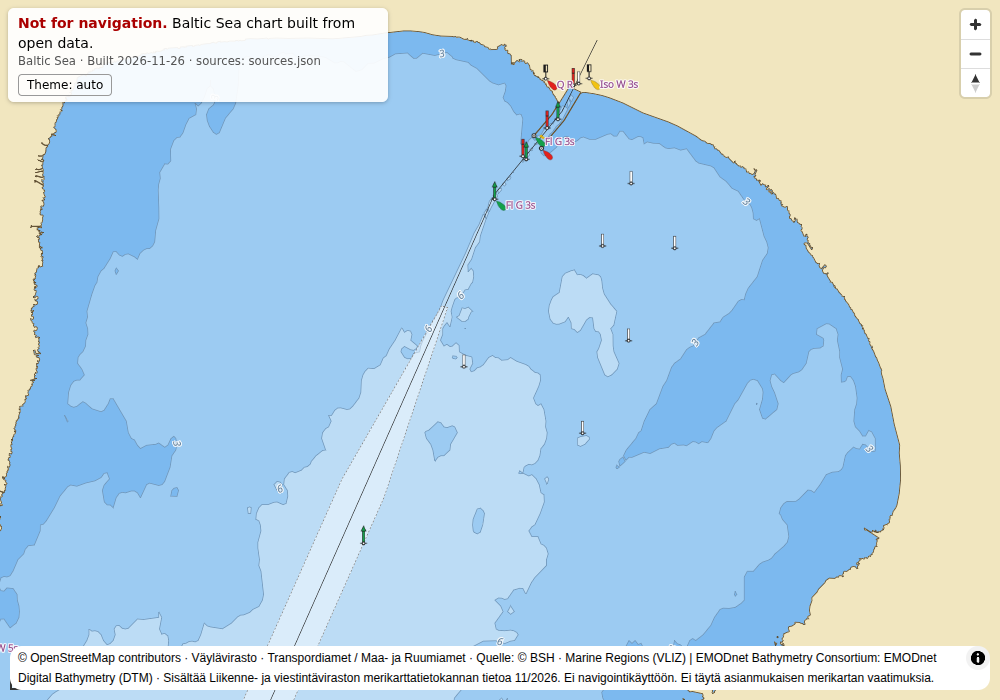 Not for navigation. Baltic Sea chart built from
open data.
Baltic Sea · Built 2026-11-26 · sources: sources.json
Theme: auto
3
Q R
Iso W 3s
Fl G 3s
Fl G 3s
3
6
6
3
3
3
6
6
© OpenStreetMap contributors · Väylävirasto · Transpordiamet / Maa- ja Ruumiamet · Quelle: © BSH · Marine Regions (VLIZ) | EMODnet Bathymetry Consortium: EMODnet
Digital Bathymetry (DTM) · Sisältää Liikenne- ja viestintäviraston merikarttatietokannan tietoa 11/2026. Ei navigointikäyttöön. Ei täytä asianmukaisen merikartan vaatimuksia.